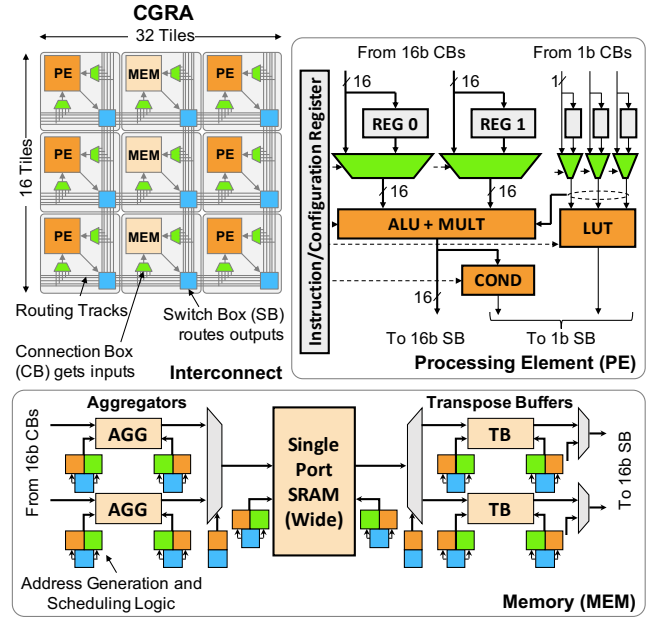 CGRA
32 Tiles
16 Tiles
PE
MEM
PE
PE
MEM
PE
PE
MEM
PE
Routing Tracks
Switch Box (SB)
routes outputs
Connection Box
(CB) gets inputs
Interconnect
From 16b CBs
From 1b CBs
Instruction/Configuration Register
16
16
1
REG 0
REG 1
16
16
ALU + MULT
LUT
COND
16
To 16b SB
To 1b SB
Processing Element (PE)
Aggregators
Transpose Buffers
From 16b CBs
AGG
AGG
Single
Port
SRAM
(Wide)
TB
TB
To 16b SB
Address Generation and
Scheduling Logic
Memory (MEM)